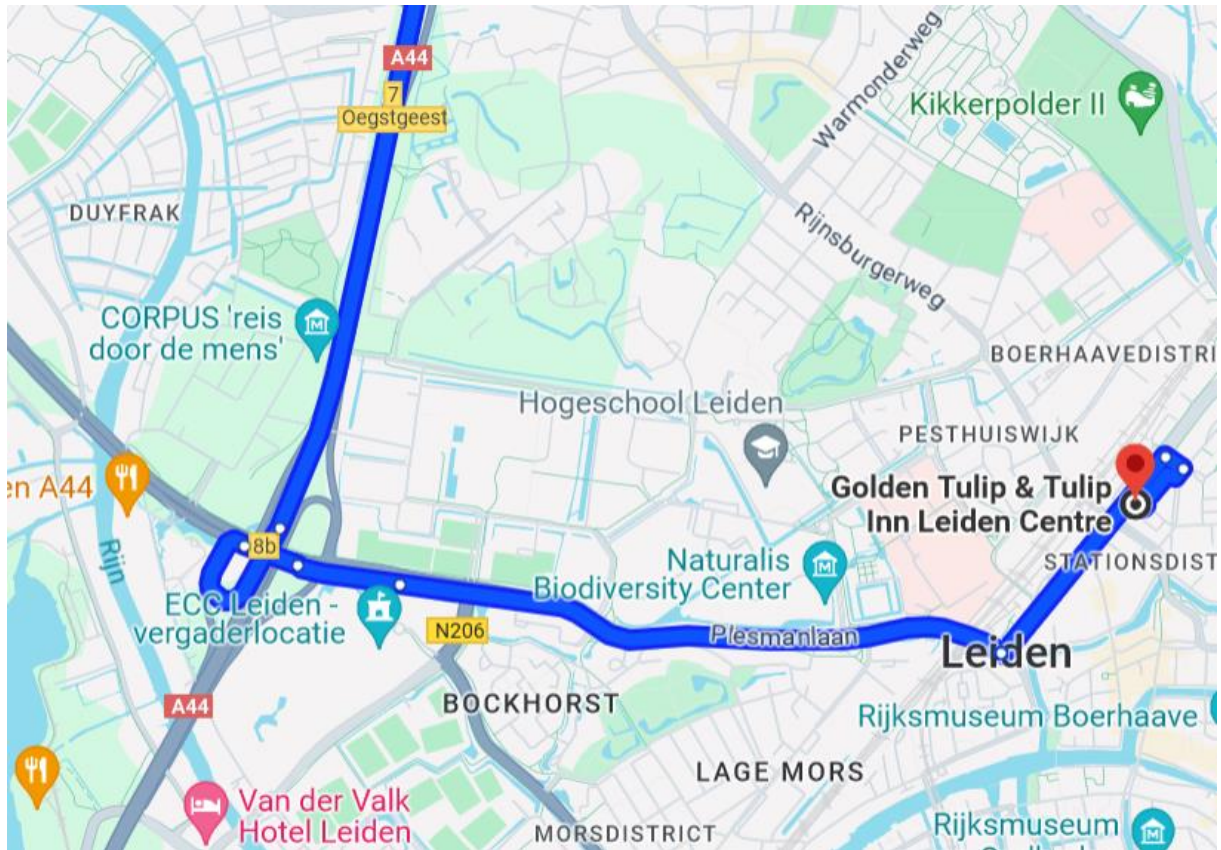 A44
7
Oegstgeest
Warmonderweg
Kikkerpolder II
DUYFRAK
Rijnsburgerweg
CORPUS 'reis
door de mens'
BOERHAAVEDISTRI
Hogeschool Leiden
PESTHUISWIJK
en A44
Golden Tulip & Tulip
Inn Leiden Centre
8b
Rijn
STATIONSDIST
Naturalis
Biodiversity Center
ECC Leiden -
vergaderlocatie
N206
Plesmanlaan
Leiden
A44
BOCKHORST
Rijksmuseum Boerhaave
LAGE MORS
Van der Valk
Hotel Leiden
MORSDISTRICT
Rijksmuseum